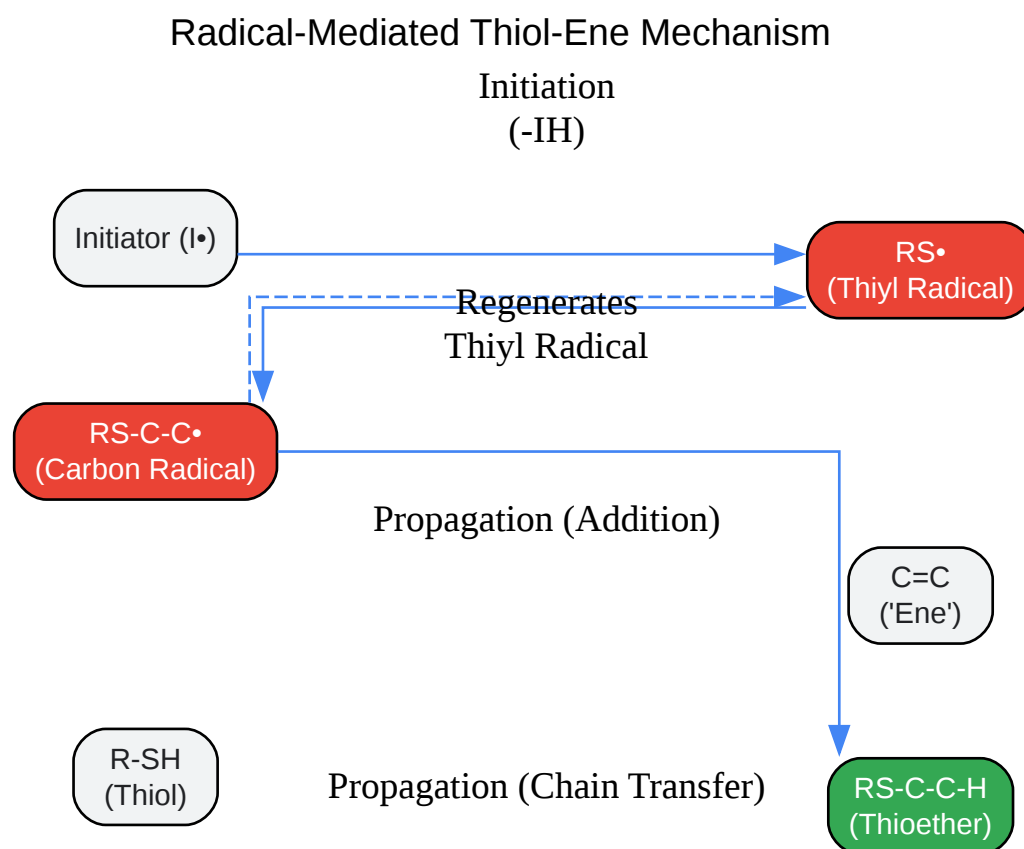 Radical-Mediated Thiol-Ene Mechanism
Initiation
(-IH)
Initiator (I•)
RS•
(Thiyl Radical)
Regenerates
Thiyl Radical
RS-C-C•
(Carbon Radical)
Propagation (Addition)
C=C
('Ene')
R-SH
(Thiol)
Propagation (Chain Transfer)
RS-C-C-H
(Thioether)